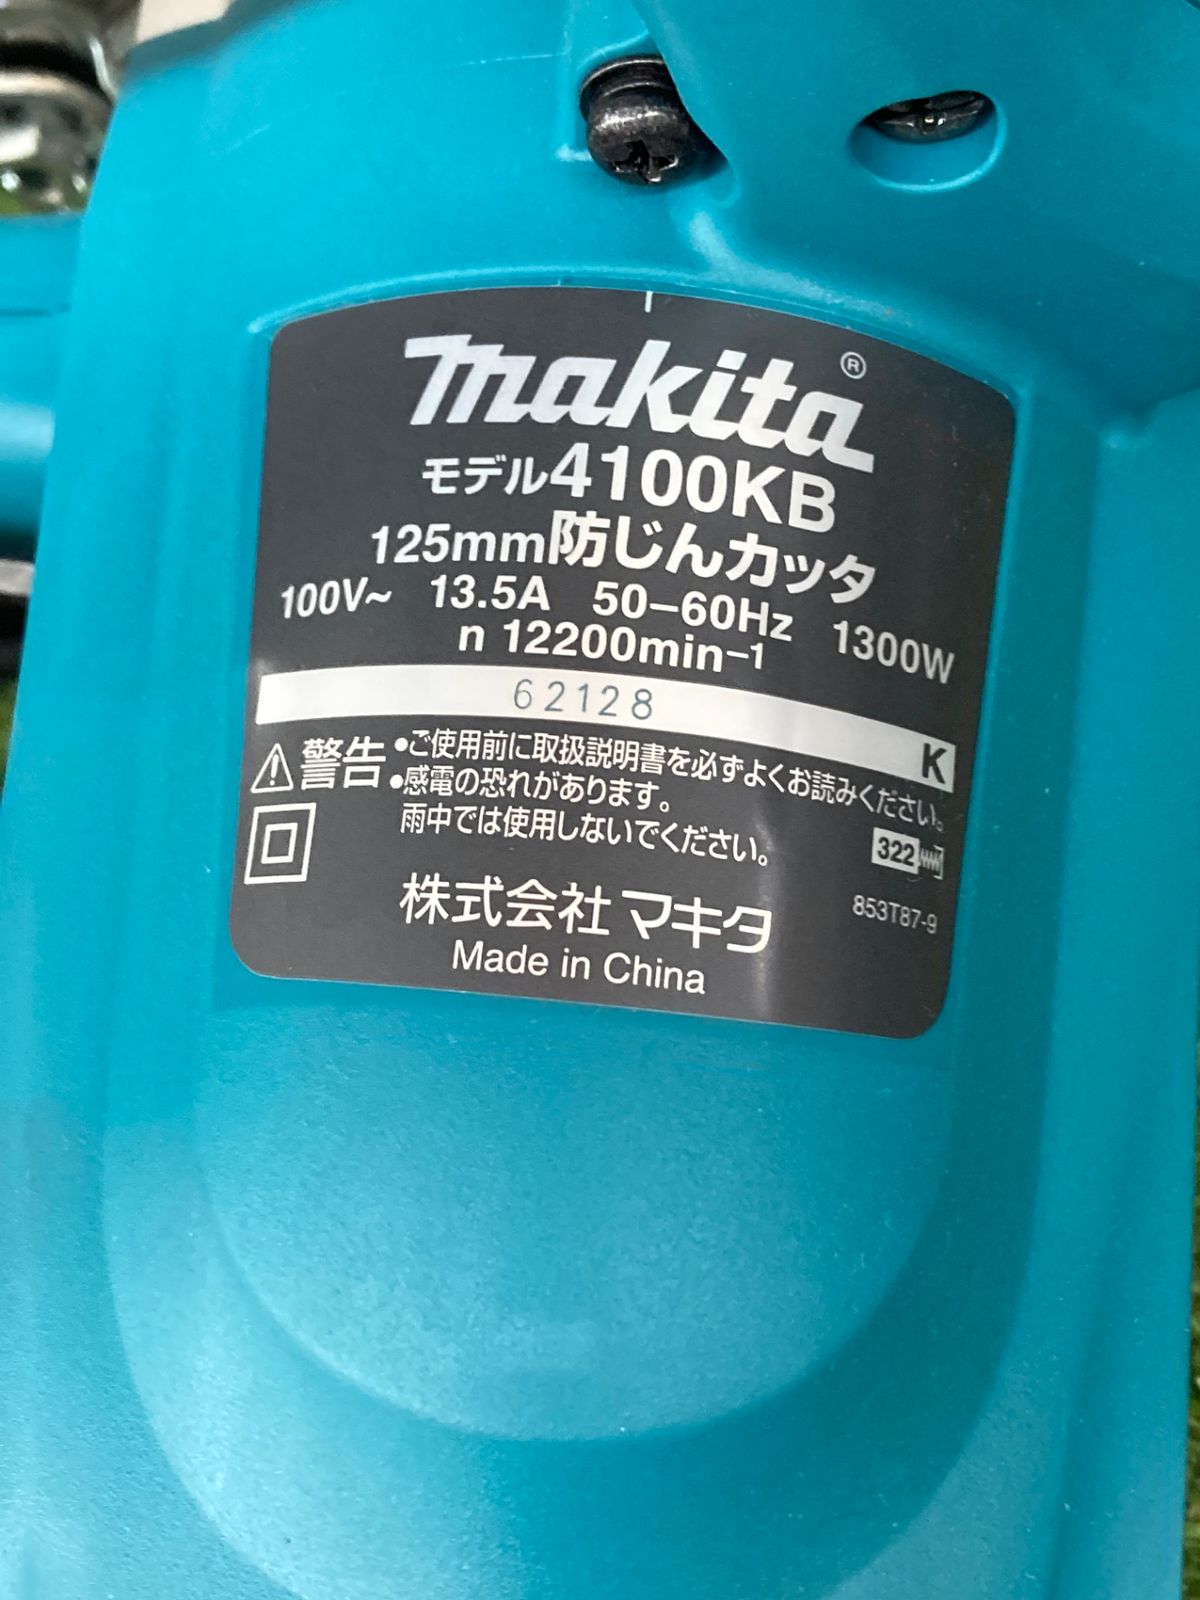 makita®
モデル4100KB
125mm防じんカッタ
100V~ 13.5A 50-60Hz 1300W
n 12200min-1
62128 K
警告 •ご使用前に取扱説明書を必ずよくお読みください。
•感電の恐れがあります。
雨中では使用しないでください。
322
853T87-9
株式会社 マキタ
Made in China